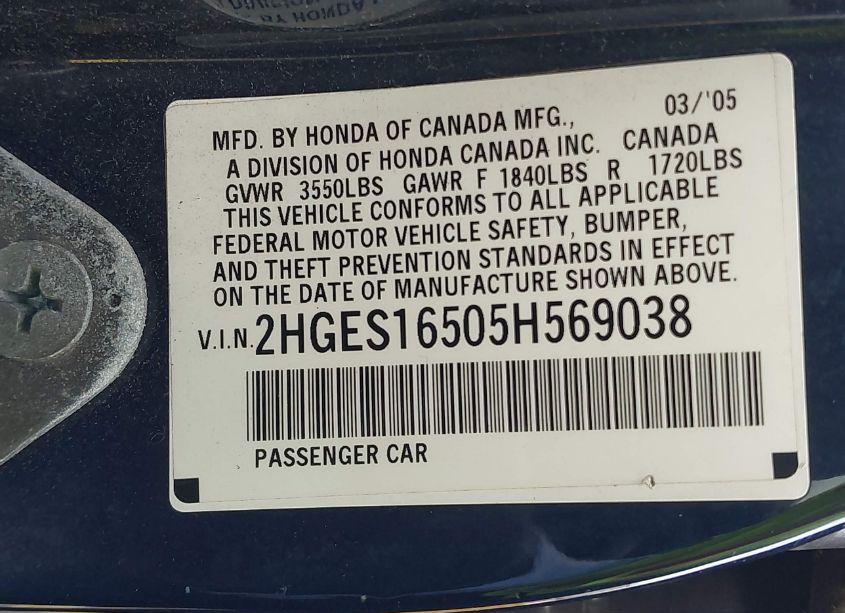 BY HONDA
MFD. BY HONDA OF CANADA MFG., 03/'05
A DIVISION OF HONDA CANADA INC. CANADA
GVWR 3550LBS GAWR F 1840LBS R 1720LBS
THIS VEHICLE CONFORMS TO ALL APPLICABLE
FEDERAL MOTOR VEHICLE SAFETY, BUMPER,
AND THEFT PREVENTION STANDARDS IN EFFECT
ON THE DATE OF MANUFACTURE SHOWN ABOVE.
V.I.N. 2HGES16505H569038
PASSENGER CAR